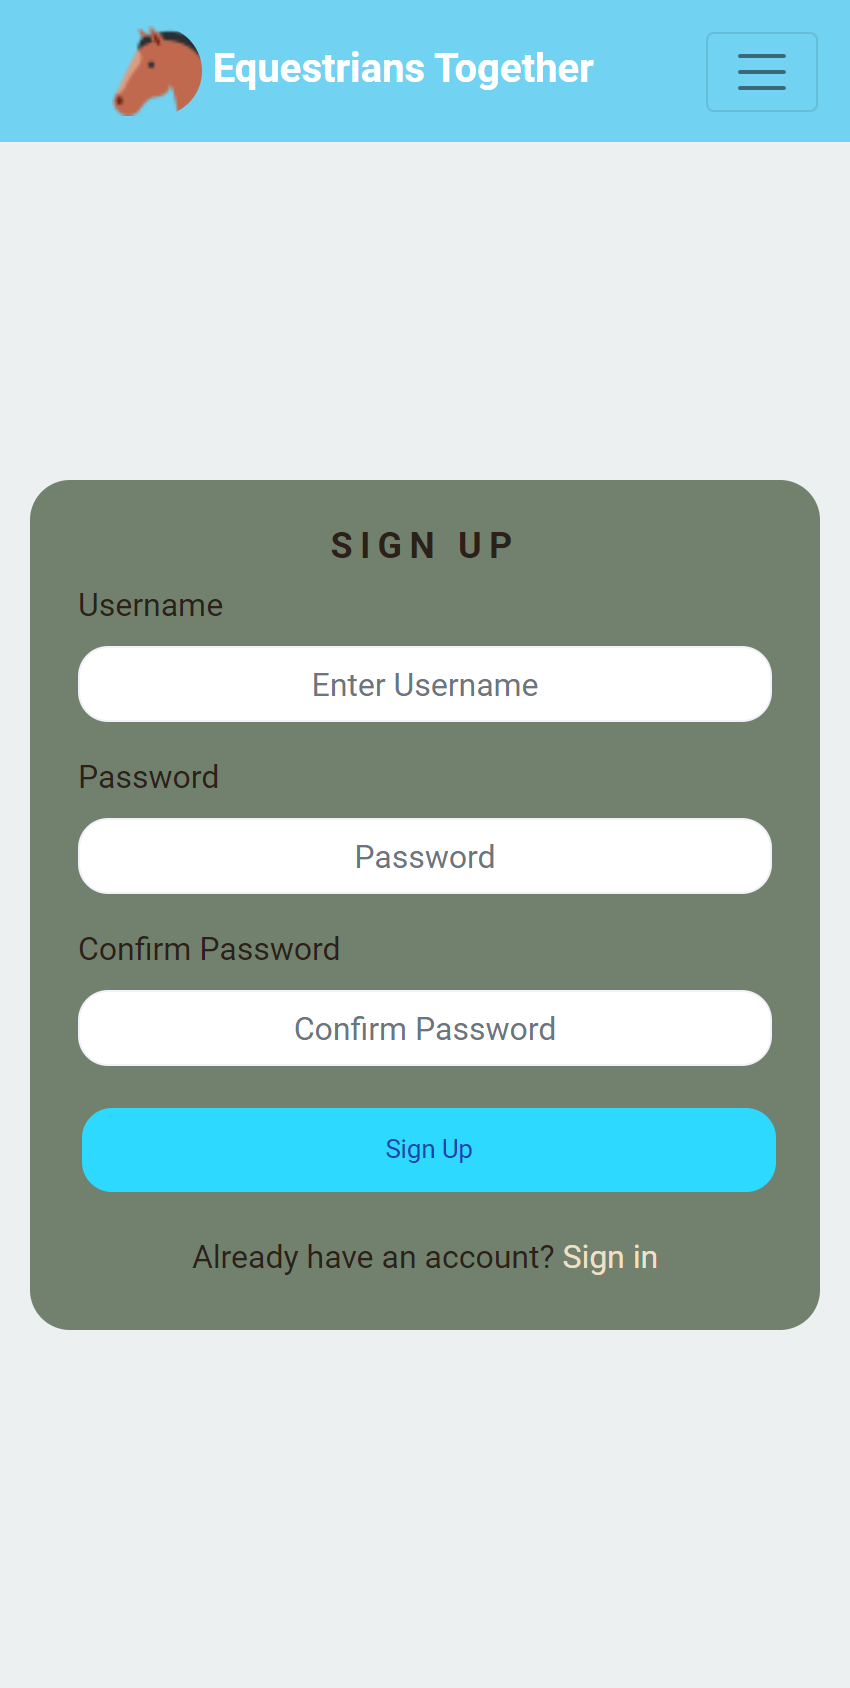 Equestrians Together
SIGN UP
Username
Enter Username
Password
Password
Confirm Password
Confirm Password
Sign Up
Already have an account? Sign in